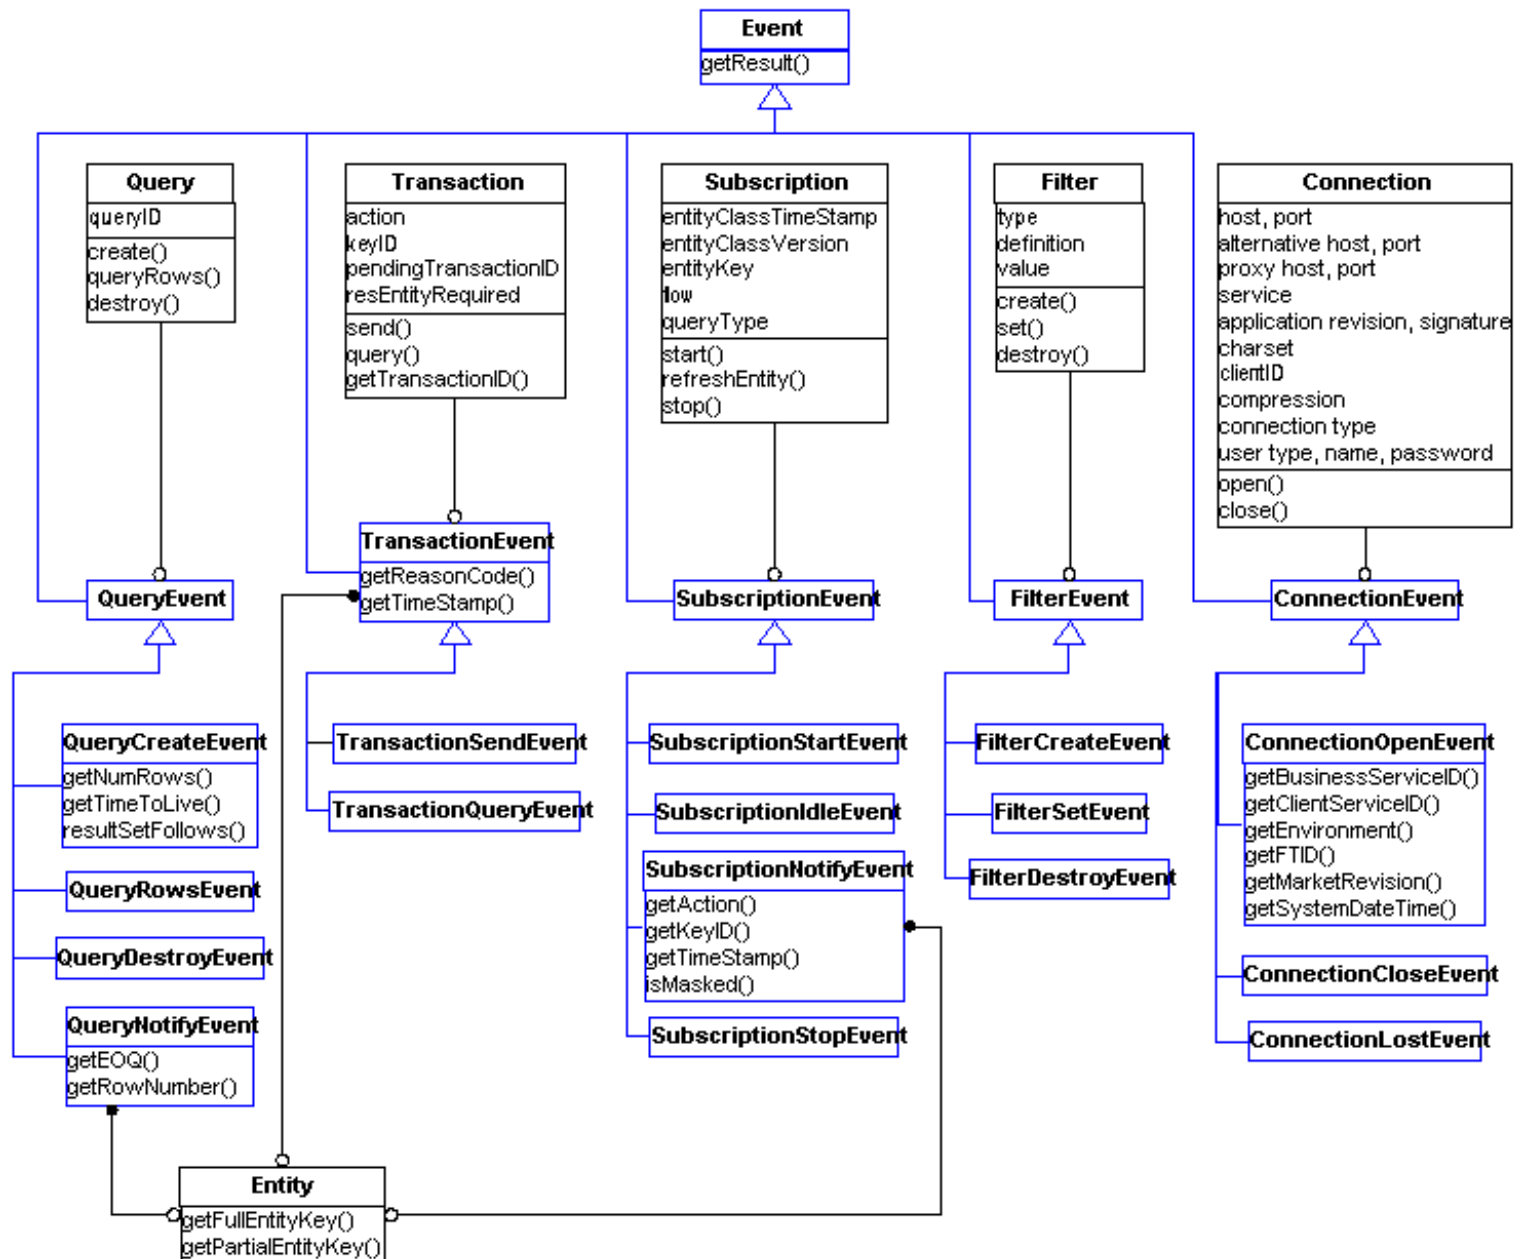 Event
getResult()
Query
queryID
create()
queryRows()
destroy()
Transaction
action
keyID
pendingTransactionID
resEntityRequired
send()
query()
getTransactionID()
Subscription
entityClassTimeStamp
entityClassVersion
entityKey
flow
queryType
start()
refreshEntity()
stop()
Filter
type
definition
value
create()
set()
destroy()
Connection
host, port
alternative host, port
proxy host, port
service
application revision, signature
charset
clientID
compression
connection type
user type, name, password
open()
close()
QueryEvent
TransactionEvent
getReasonCode()
getTimeStamp()
SubscriptionEvent
FilterEvent
ConnectionEvent
QueryCreateEvent
getNumRows()
getTimeToLive()
resultSetFollows()
QueryRowsEvent
QueryDestroyEvent
QueryNotifyEvent
getEOQ()
getRowNumber()
TransactionSendEvent
TransactionQueryEvent
SubscriptionStartEvent
SubscriptionIdleEvent
SubscriptionNotifyEvent
getAction()
getKeyID()
getTimeStamp()
isMasked()
SubscriptionStopEvent
FilterCreateEvent
FilterSetEvent
FilterDestroyEvent
ConnectionOpenEvent
getBusinessServiceID()
getClientServiceID()
getEnvironment()
getFTID()
getMarketRevision()
getSystemDateTime()
ConnectionCloseEvent
ConnectionLostEvent
Entity
getFullEntityKey()
getPartialEntityKey()